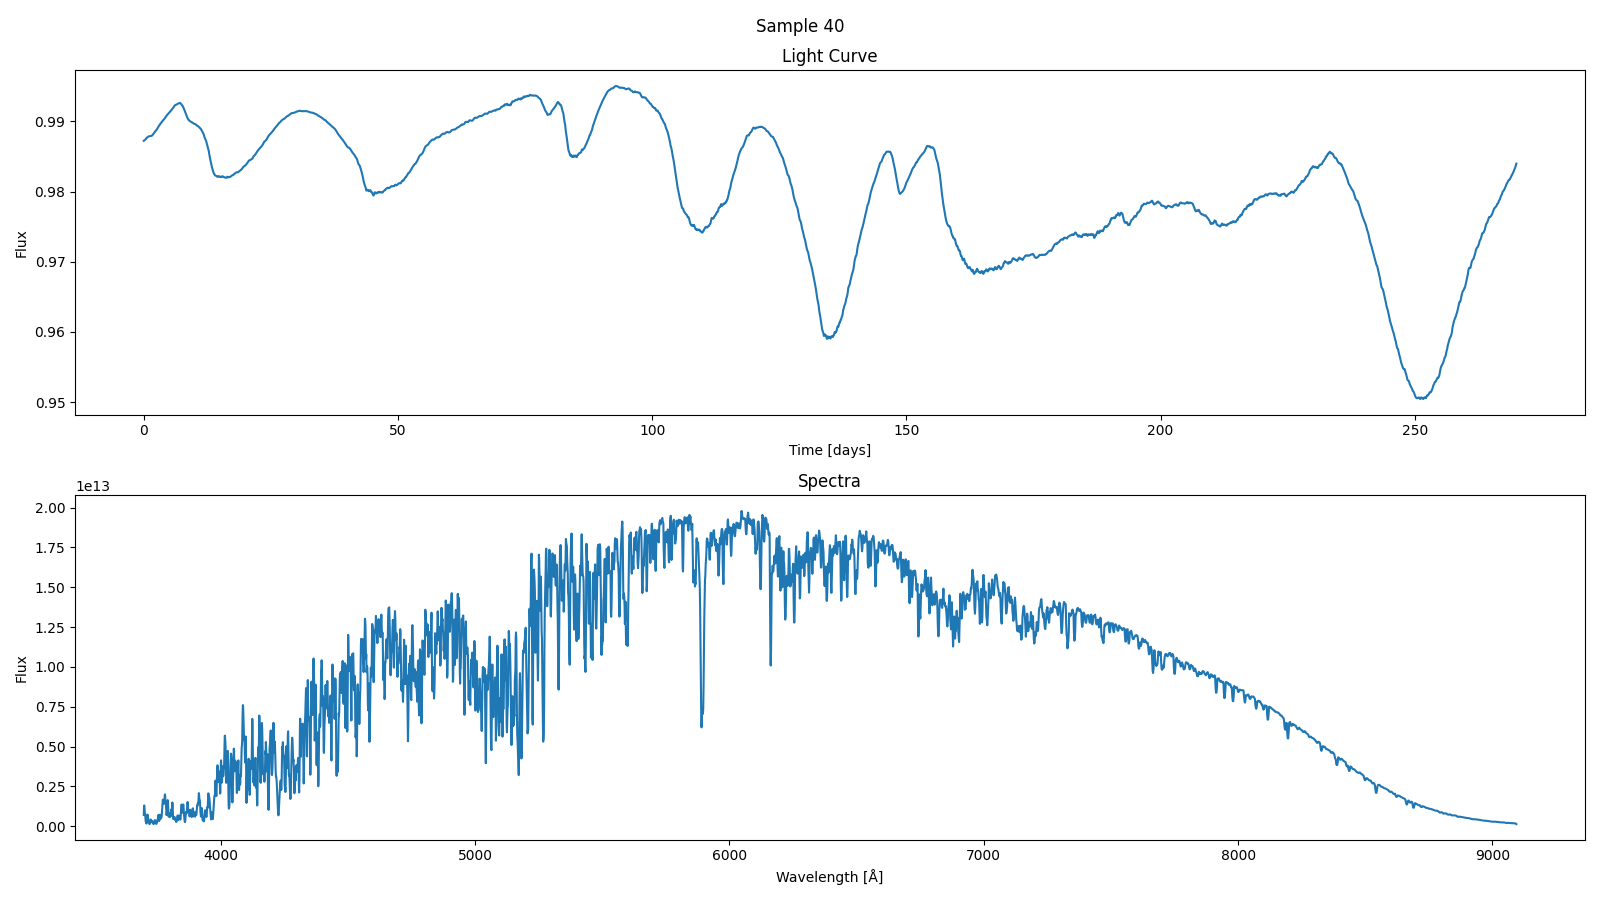 Sample 40
Light Curve
0.99
0.98
0.97
0.96
0.95
Flux
0 50 100 150 200 250
Time [days]
Spectra
1e13
2.00
1.75
1.50
1.25
1.00
0.75
0.50
0.25
0.00
Flux
4000 5000 6000 7000 8000 9000
Wavelength [Å]